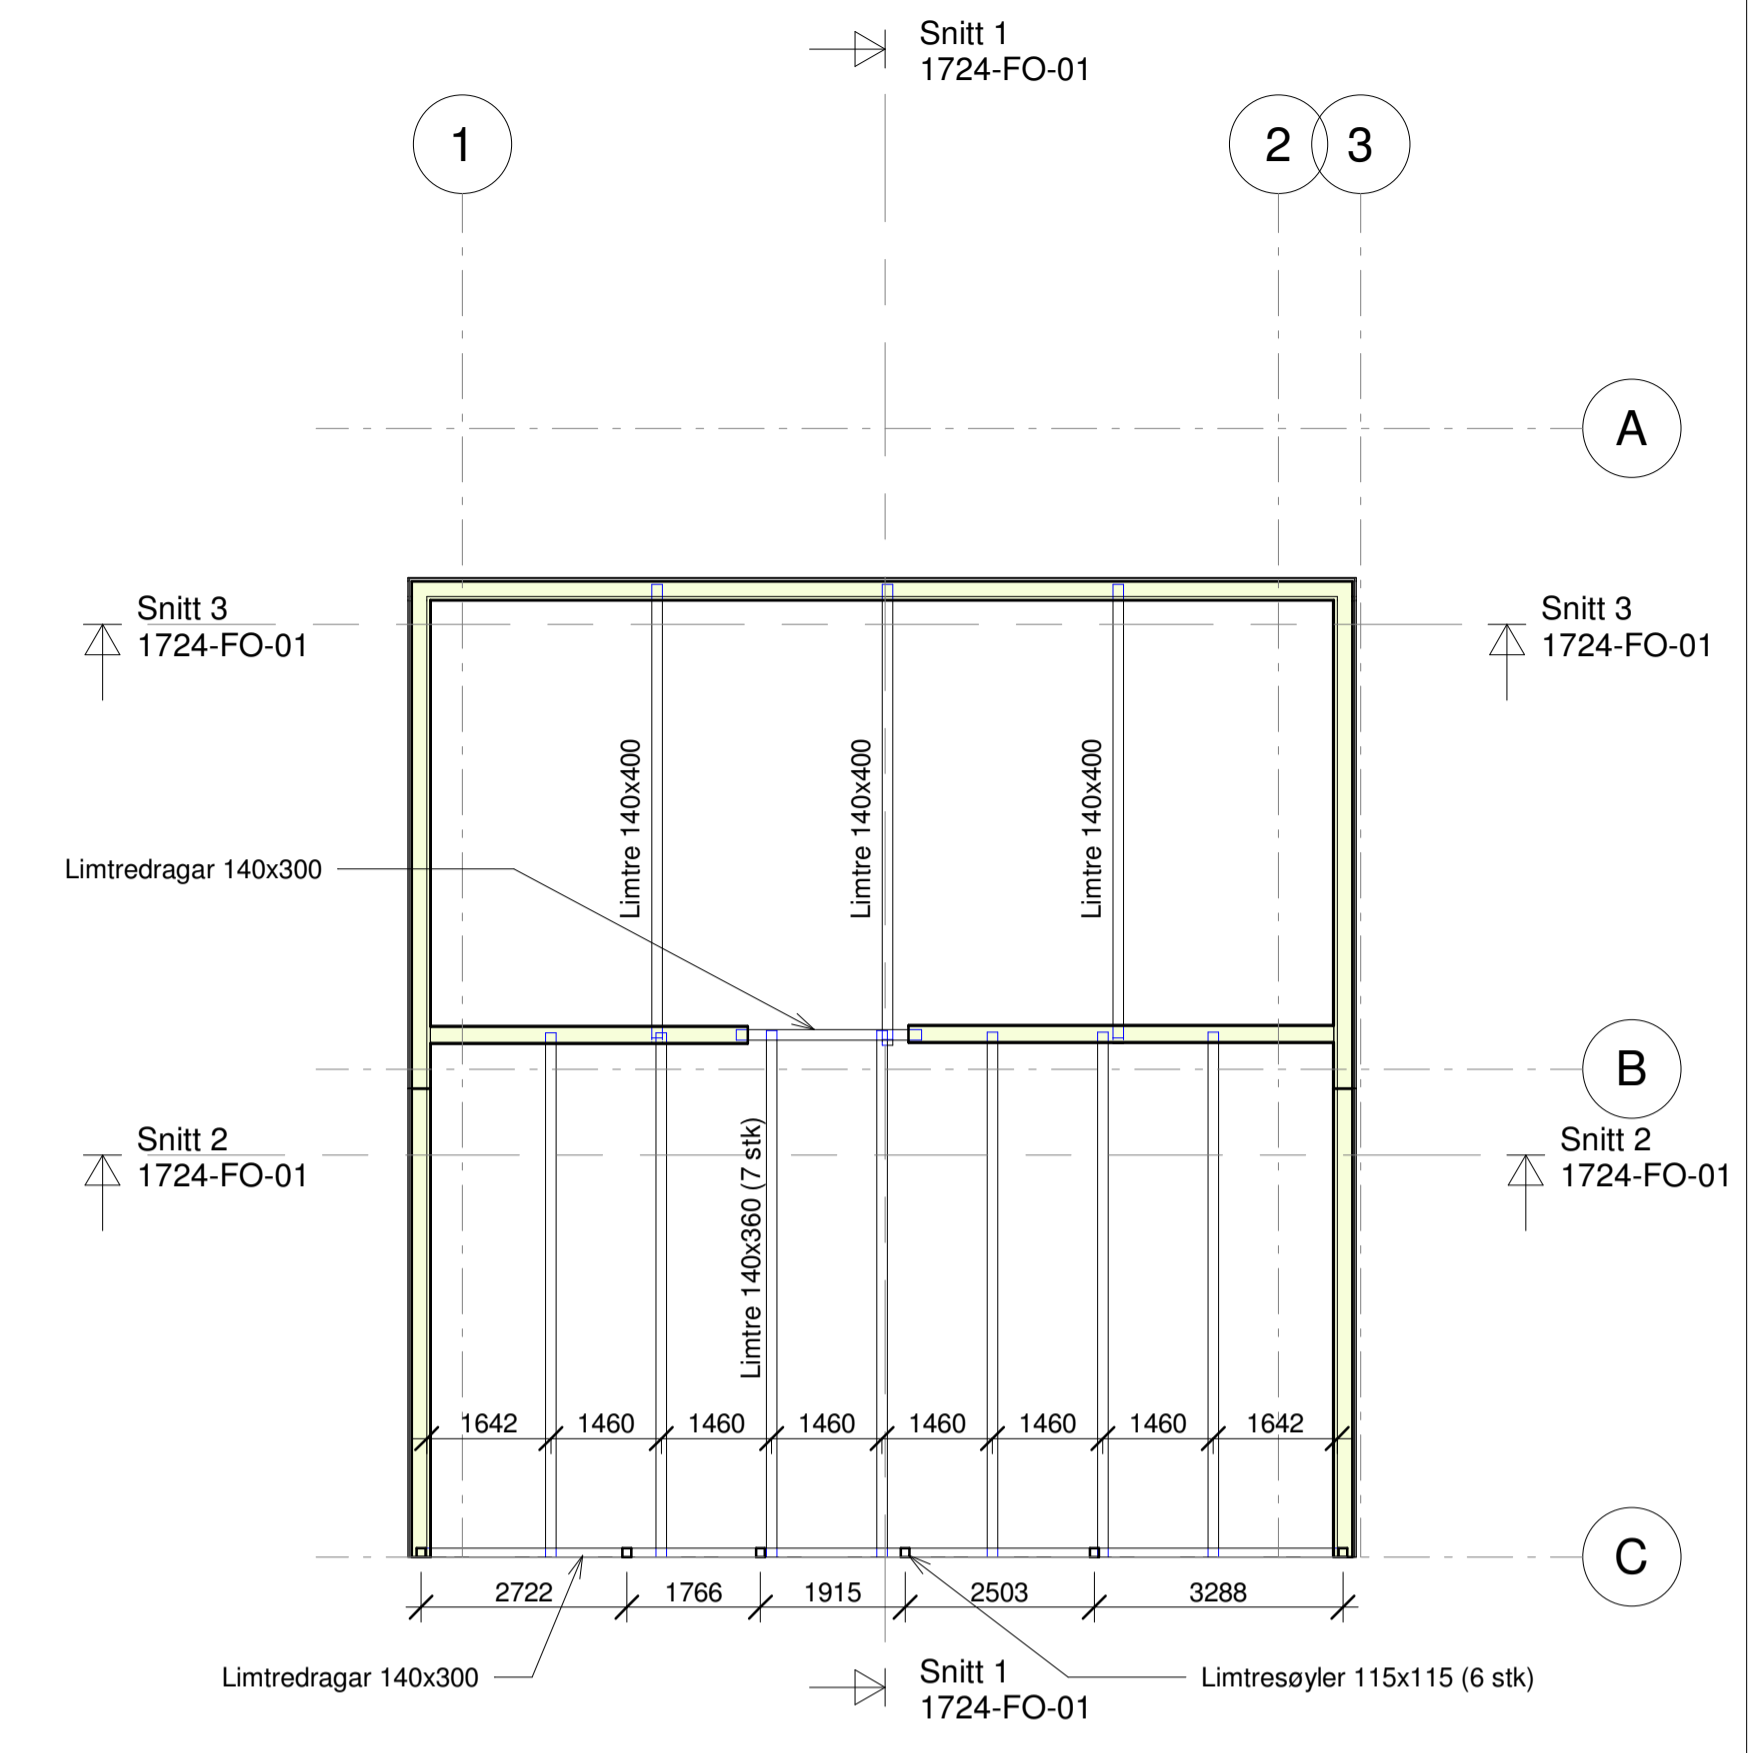 Snitt 1
1724-FO-01
1
2
3
A
Snitt 3
1724-FO-01
Snitt 3
1724-FO-01
Limtre 140x400
Limtre 140x400
Limtre 140x400
Limtredragar 140x300
B
Snitt 2
1724-FO-01
Snitt 2
1724-FO-01
Limtre 140x360 (7 stk)
1642
1460
1460
1460
1460
1460
1460
1642
C
2722
1766
1915
2503
3288
Limtredragar 140x300
Snitt 1
1724-FO-01
Limtresøyler 115x115 (6 stk)